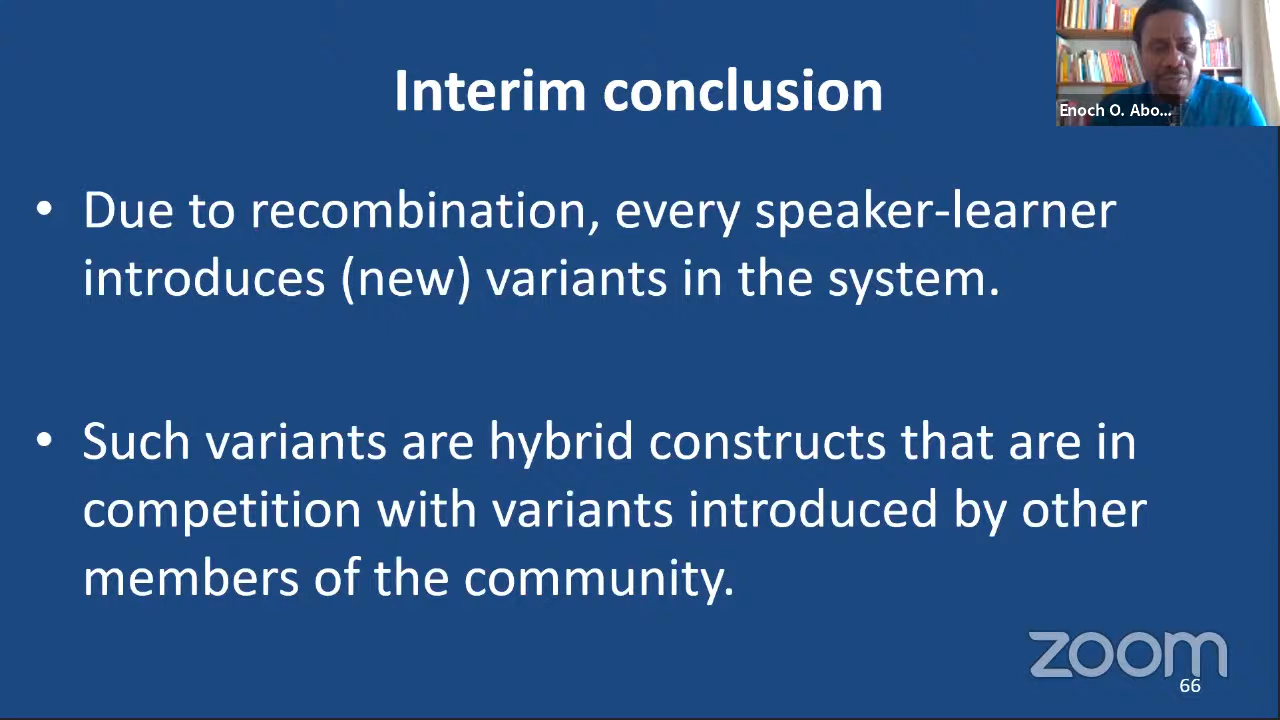 Interim conclusion
Enoch O. Abo...
• Due to recombination, every speaker-learner
introduces (new) variants in the system.
• Such variants are hybrid constructs that are in
competition with variants introduced by other
members of the community.
zoom
66